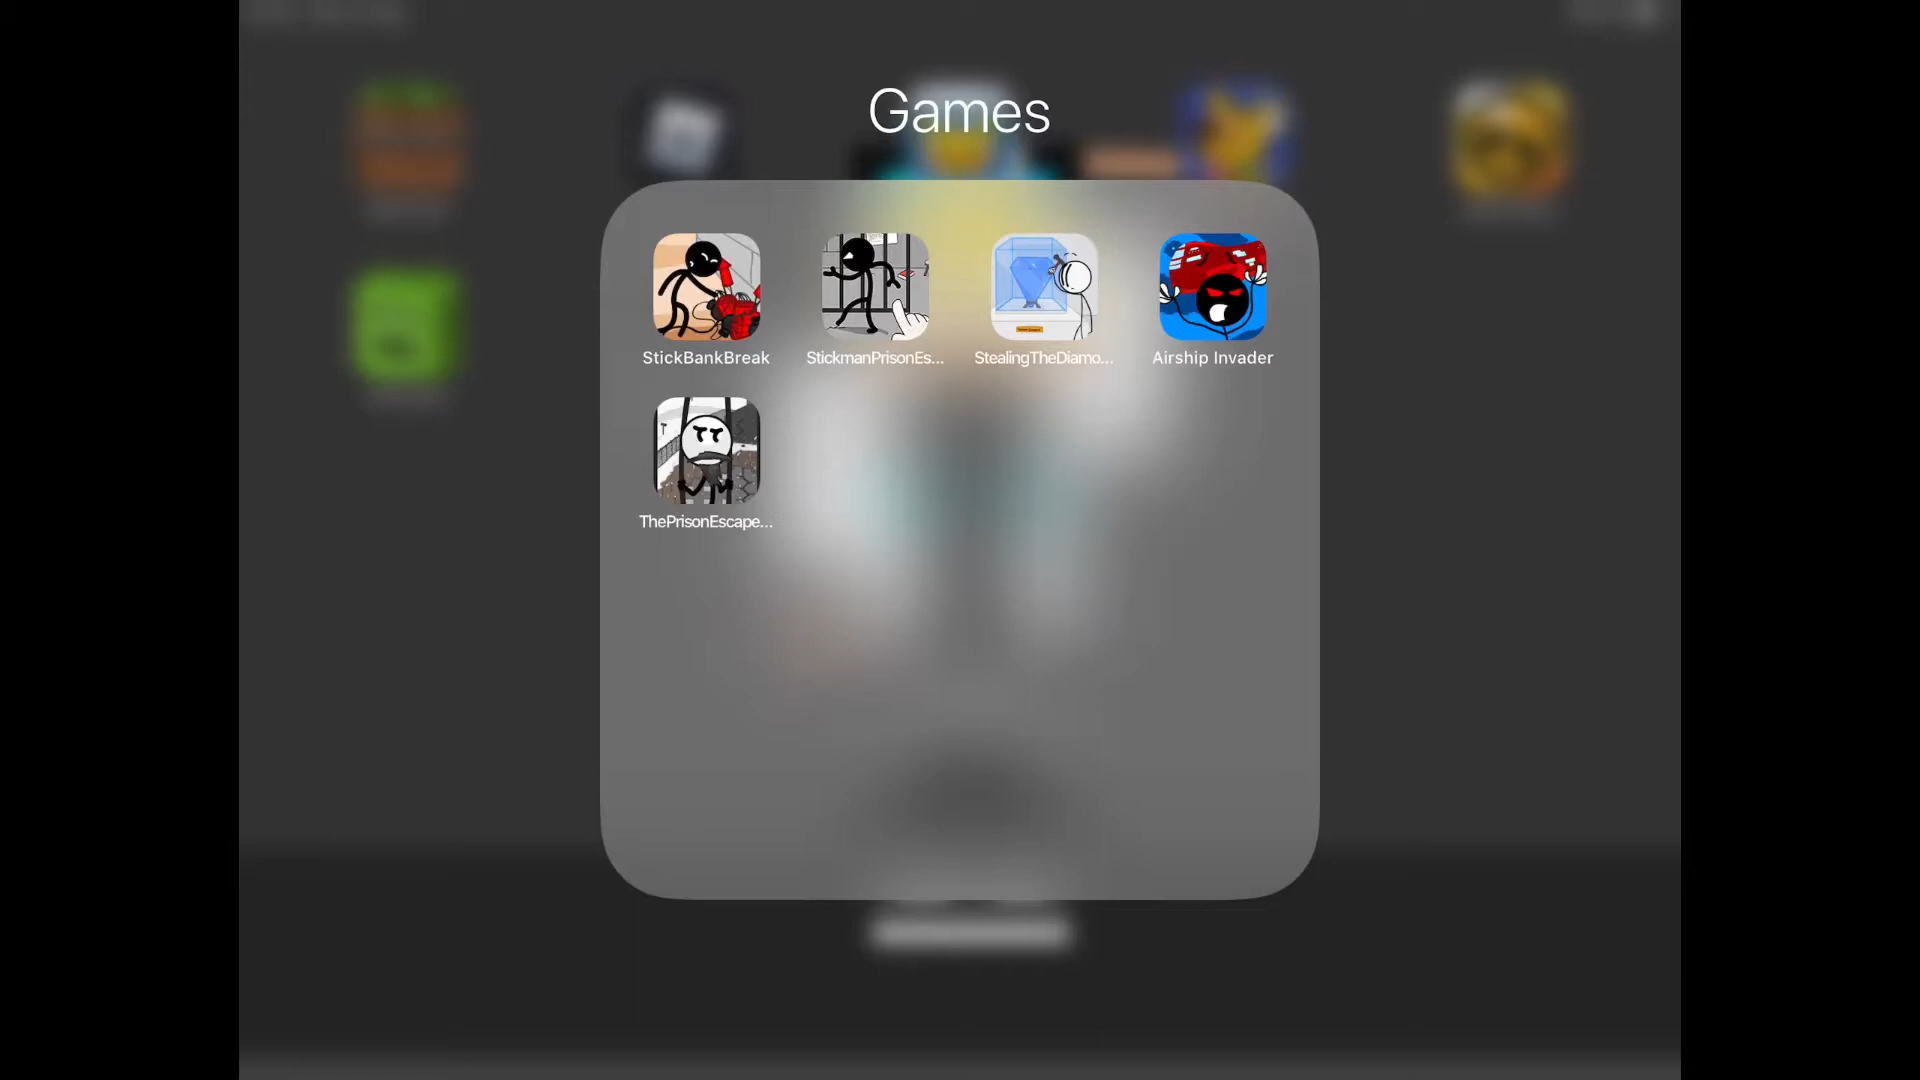 Games
StickBankBreak
StickmanPrisonEs...
StealingTheDiamo...
Airship Invader
ThePrisonEscape...